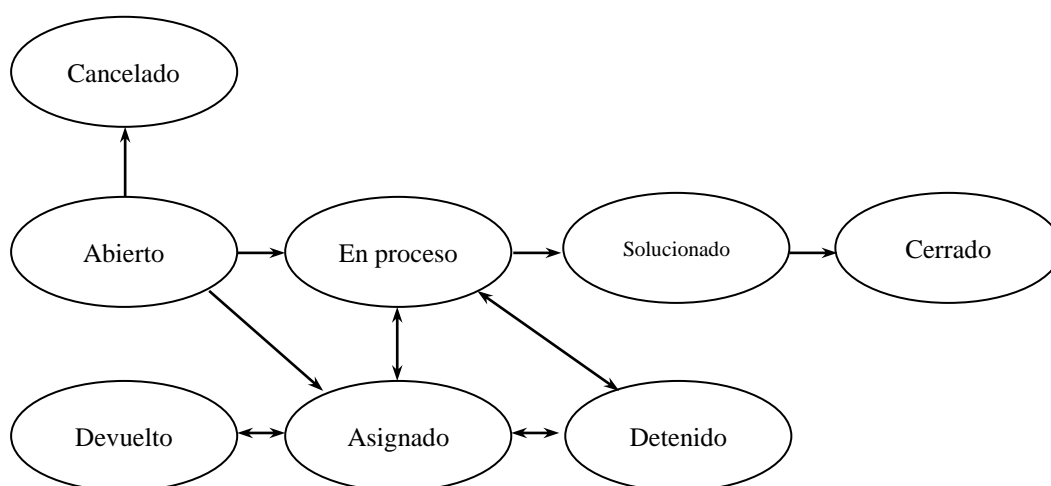 Cancelado
Abierto
En proceso
Solucionado
Cerrado
Devuelto
Asignado
Detenido